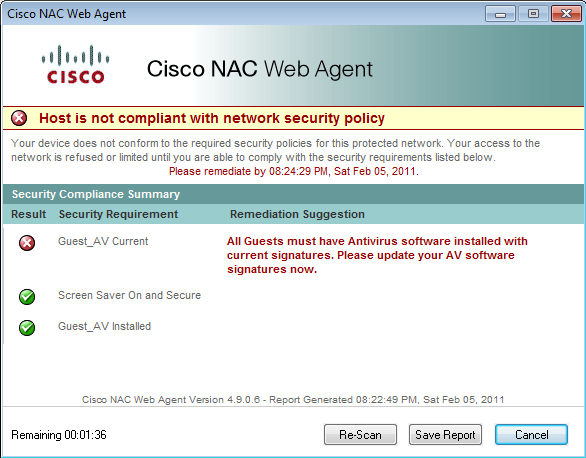 Cisco NAC Web Agent
CISCO
Cisco NAC Web Agent
Host is not compliant with network security policy
Your device does not conform to the required security policies for this protected network. Your access to the
network is refused or limited until you are able to comply with the security requirements listed below.
Please remediate by 08:24:29 PM, Sat Feb 05, 2011.
Security Compliance Summary
Result Security Requirement Remediation Suggestion
Guest_AV Current All Guests must have Antivirus software installed with
current signatures. Please update your AV software
signatures now.
Screen Saver On and Secure
Guest_AV Installed
Cisco NAC Web Agent Version 4.9.0.6 - Report Generated 08:22:49 PM, Sat Feb 05, 2011
Remaining 00:01:36 Re-Scan Save Report Cancel